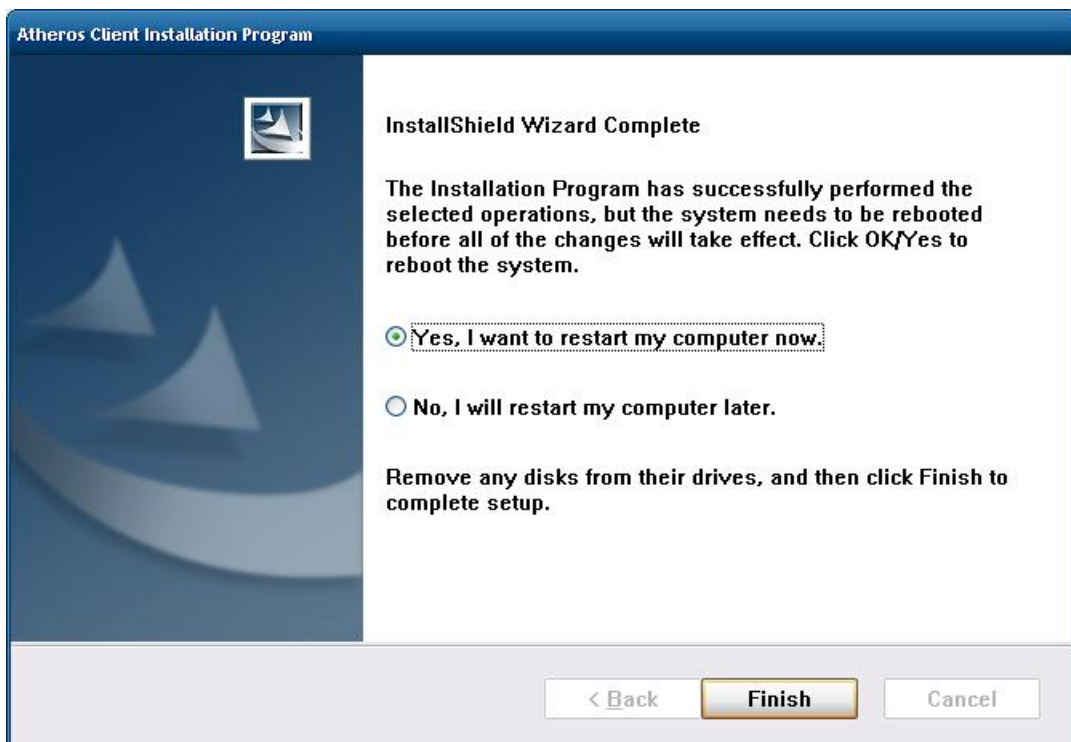 Atheros Client Installation Program
InstallShield Wizard Complete
The Installation Program has successfully performed the
selected operations, but the system needs to be rebooted
before all of the changes will take effect. Click OK/Yes to
reboot the system.
Yes, I want to restart my computer now.
No, I will restart my computer later.
Remove any disks from their drives, and then click Finish to
complete setup.
< Back
Finish
Cancel